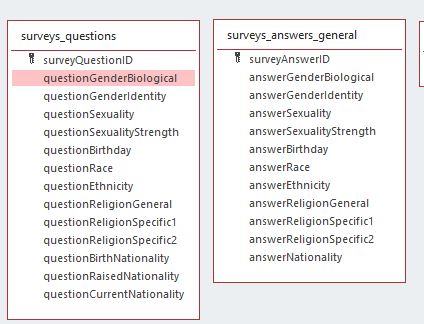 surveys_questions
surveyQuestionID
questionGenderBiological
questionGenderIdentity
questionSexuality
questionSexualityStrength
questionBirthday
questionRace
questionEthnicity
questionReligionGeneral
questionReligionSpecific1
questionReligionSpecific2
questionBirthNationality
questionRaisedNationality
questionCurrentNationality
surveys_answers_general
surveyAnswerID
answerGenderBiological
answerGenderIdentity
answerSexuality
answerSexualityStrength
answerBirthday
answerRace
answerEthnicity
answerReligionGeneral
answerReligionSpecific1
answerReligionSpecific2
answerNationality